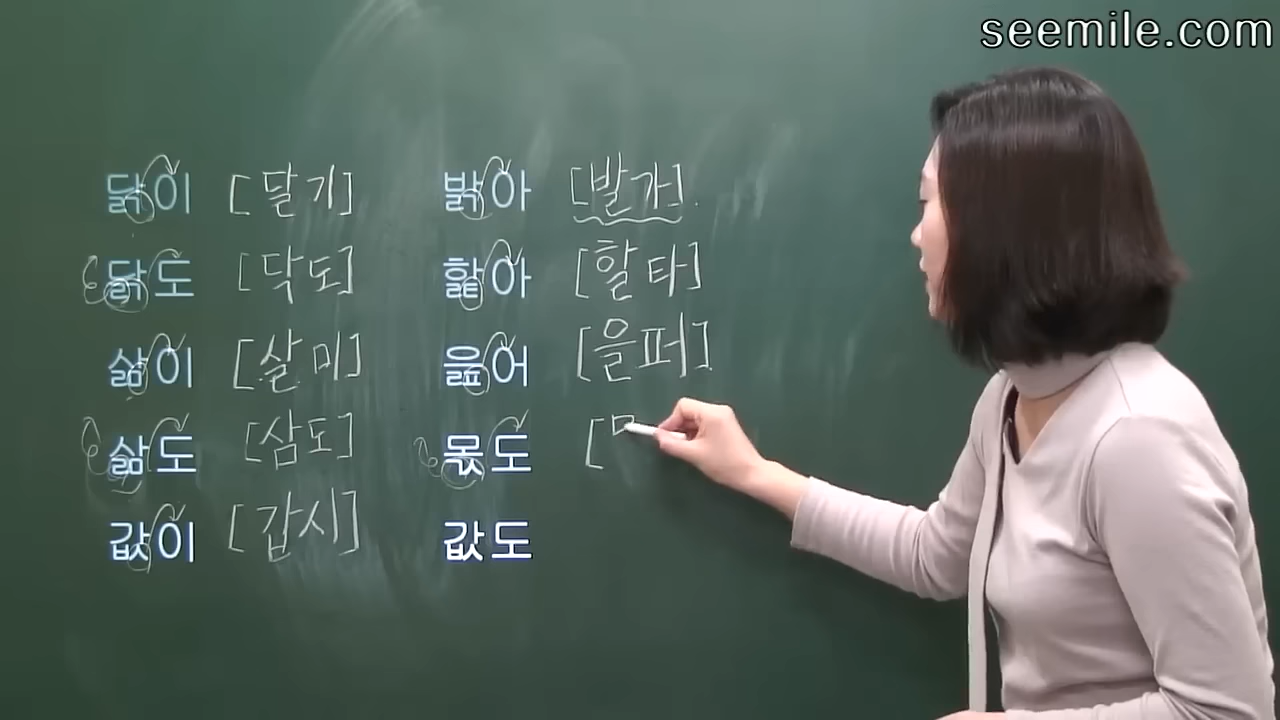 seemile.com
닭이 [달기] 밝아 [발가].
닭도 [닥도] 핥아 [할타]
삶이 [살미] 읊어 [을퍼]
삶도 [삼도] 몫도 [ㅁ
값이 [갑시] 값도